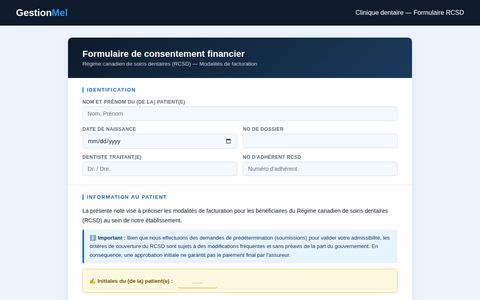 GestionMel
Clinique dentaire — Formulaire RCSD
Formulaire de consentement financier
Régime canadien de soins dentaires (RCSD) — Modalités de facturation
IDENTIFICATION
NOM ET PRÉNOM DU (DE LA) PATIENT(E)
Nom, Prénom
DATE DE NAISSANCE
NO DE DOSSIER
mm/dd/yyyy
DENTISTE TRAITANT(E)
NO D'ADHÉRENT RCSD
Dr. / Dre.
Numéro d'adhérent
INFORMATION AU PATIENT
La présente note vise à préciser les modalités de facturation pour les bénéficiaires du Régime canadien de soins dentaires
(RCSD) au sein de notre établissement.
ℹ️ Important : Bien que nous effectuions des demandes de prédétermination (soumissions) pour valider votre admissibilité, les
critères de couverture du RCSD sont sujets à des modifications fréquentes et sans préavis de la part du gouvernement. En
conséquence, une approbation initiale ne garantit pas le paiement final par l'assureur.
✍️ Initiales du (de la) patient(e) : ......